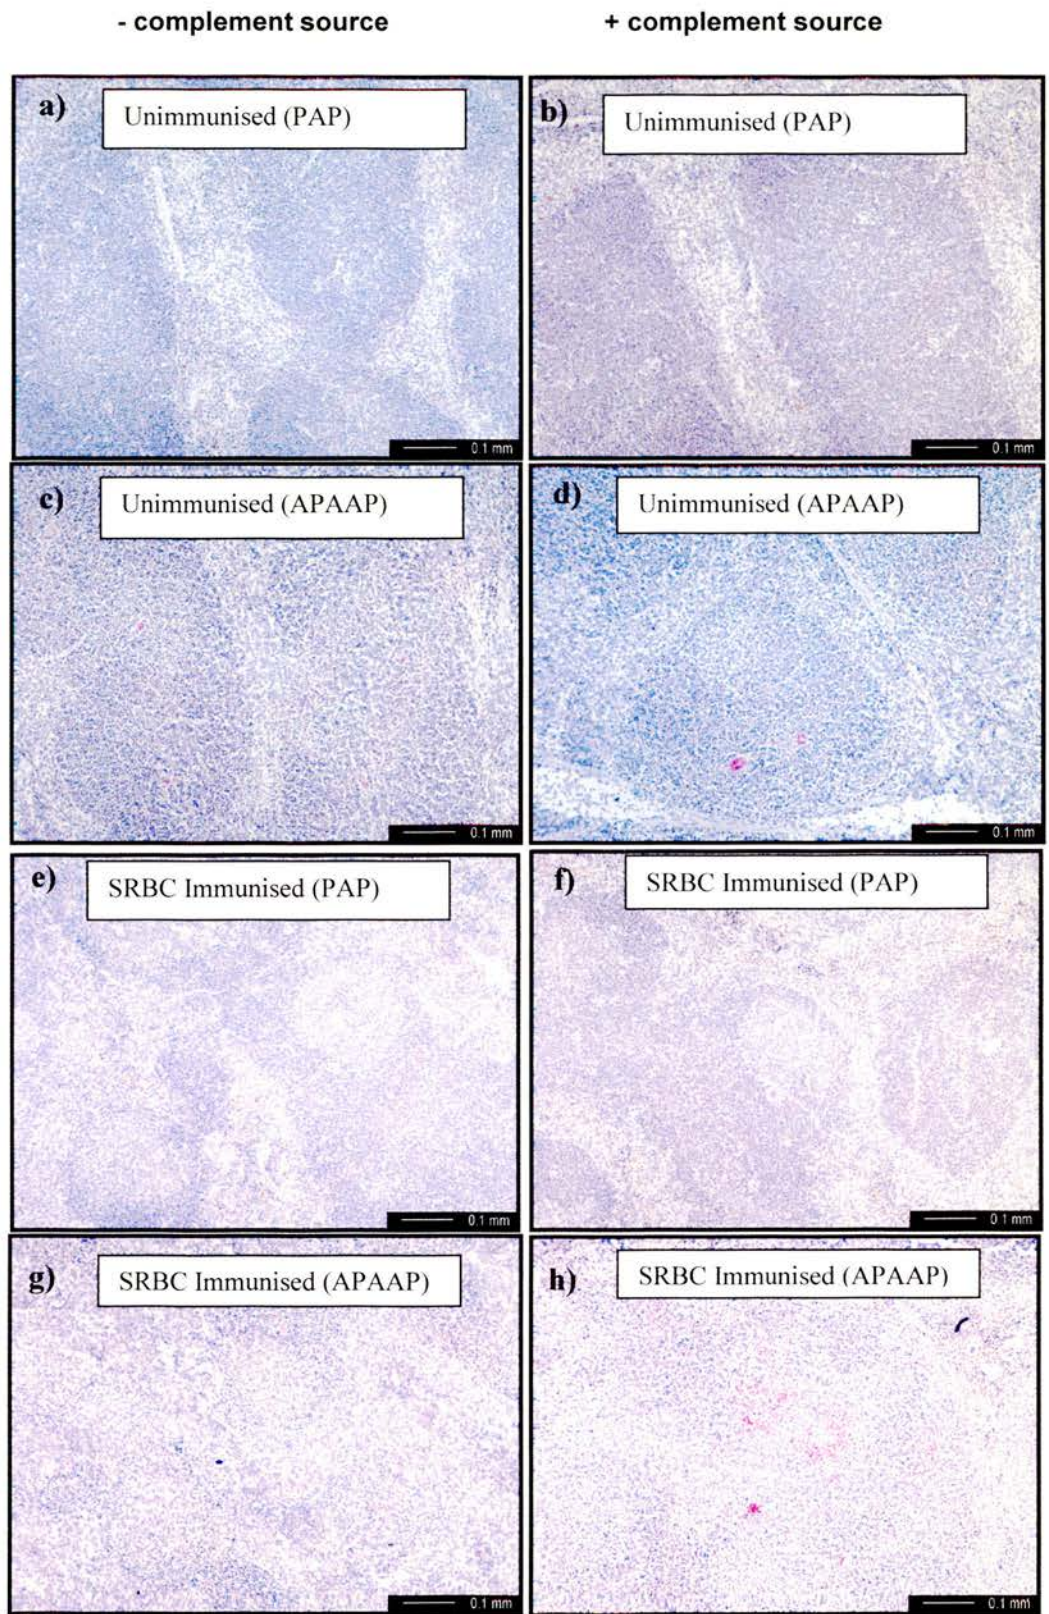 - complement source
+ complement source
a)
Unimmunised (PAP)
0.1 mm
b)
Unimmunised (PAP)
0.1 mm
c)
Unimmunised (APAAP)
0.1 mm
d)
Unimmunised (APAAP)
0.1 mm
e)
SRBC Immunised (PAP)
0.1 mm
f)
SRBC Immunised (PAP)
0.1 mm
g)
SRBC Immunised (APAAP)
0.1 mm
h)
SRBC Immunised (APAAP)
0.1 mm